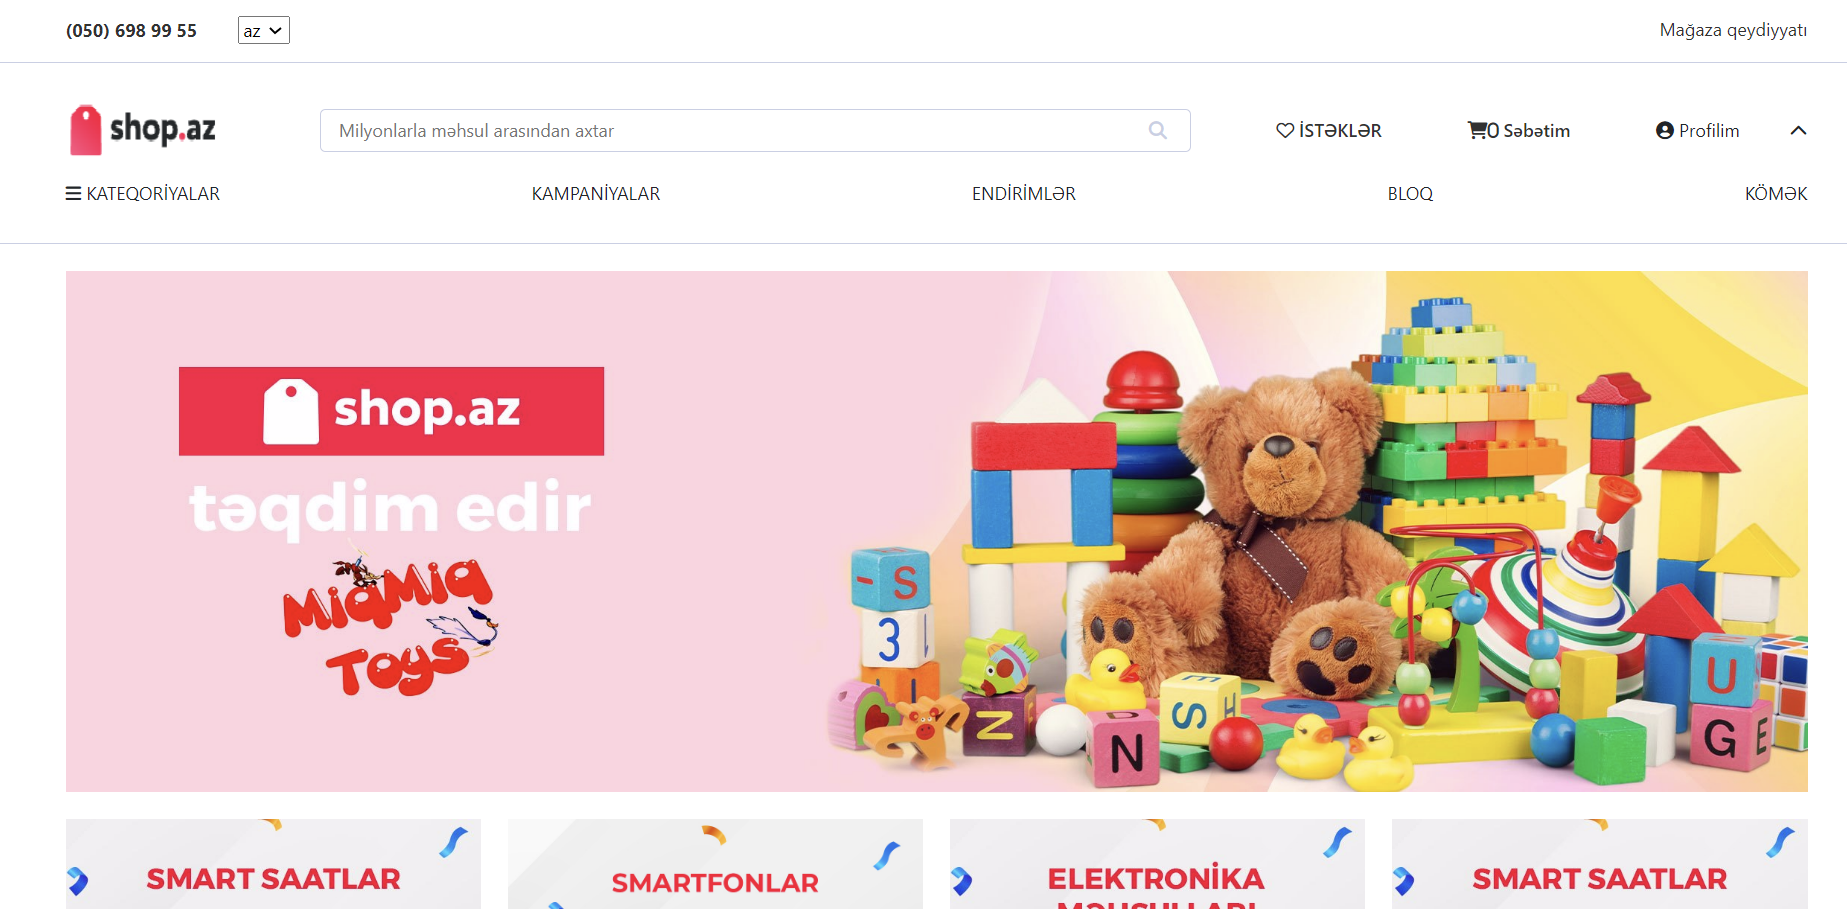 (050) 698 99 55
az
Mağaza qeydiyyatı
shop.az
Milyonlarla məhsul arasından axtar
İSTƏKLƏR
0 Səbətim
Profilim
KATEQORİYALAR
KAMPANİYALAR
ENDİRİMLƏR
BLOQ
KÖMƏK
shop.az
təqdim edir
MiqMiq
Toys
S
3
N
N
S
U
G E
SMART SAATLAR
SMARTFONLAR
ELEKTRONİKA
MƏHSULLARI
SMART SAATLAR